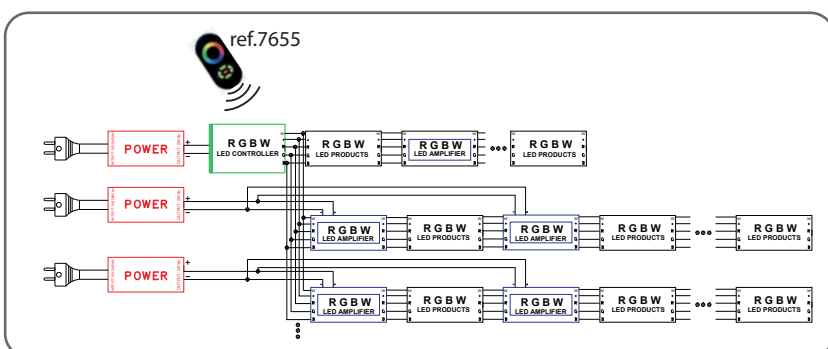 ref.7655
POWER
+
−
RGBW
LED CONTROLLER
RGBW
LED PRODUCTS
RGBW
LED AMPLIFIER
RGBW
LED PRODUCTS
POWER
+
−
RGBW
LED AMPLIFIER
RGBW
LED PRODUCTS
RGBW
LED AMPLIFIER
RGBW
LED PRODUCTS
RGBW
LED PRODUCTS
POWER
+
−
RGBW
LED AMPLIFIER
RGBW
LED PRODUCTS
RGBW
LED AMPLIFIER
RGBW
LED PRODUCTS
RGBW
LED PRODUCTS